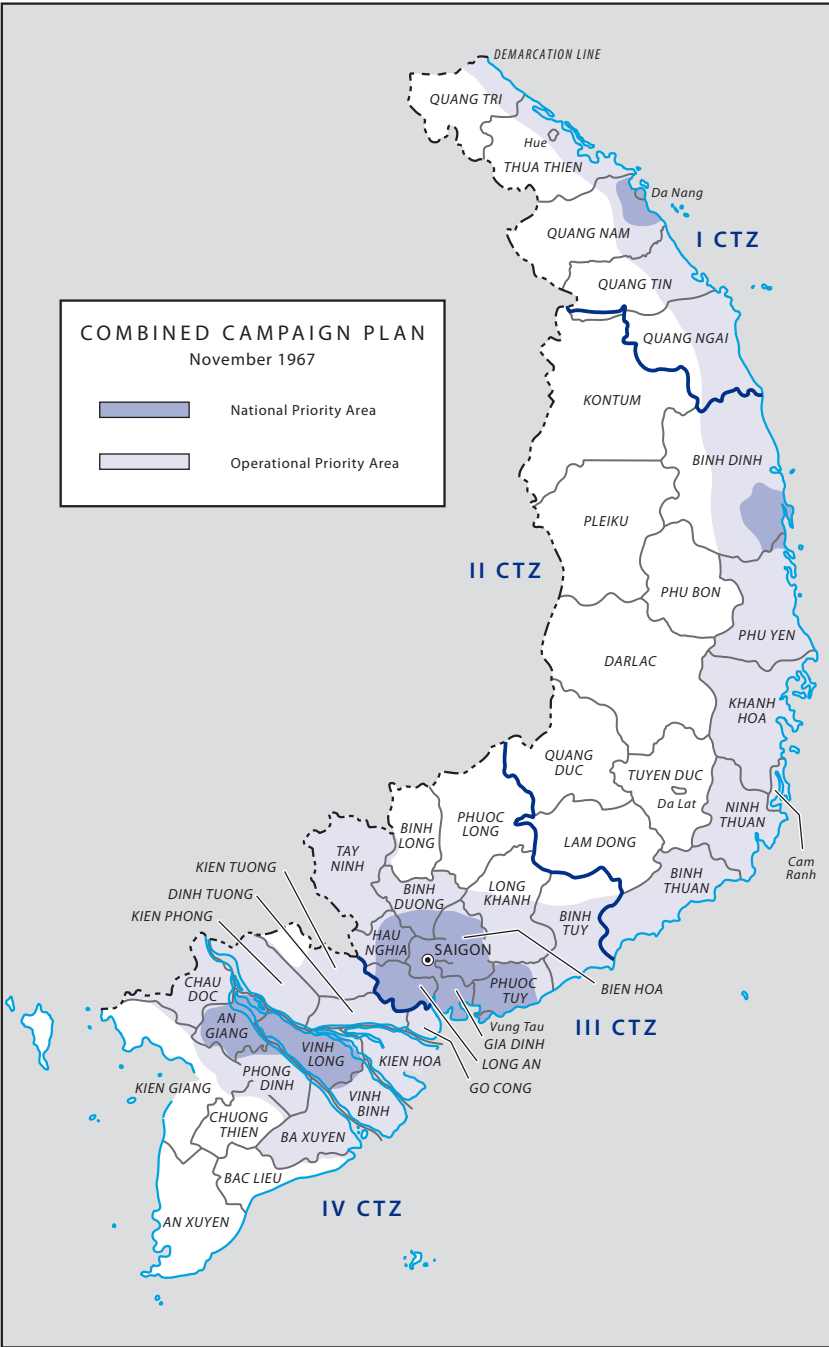 DEMARCATION LINE
QUANG TRI
Hue
THUA THIEN
Da Nang
I CTZ
QUANG NAM
QUANG TIN
COMBINED CAMPAIGN PLAN
November 1967
National Priority Area
Operational Priority Area
QUANG NGAI
KONTUM
BINH DINH
PLEIKU
II CTZ
PHU BON
PHU YEN
DARLAC
KHANH
HOA
QUANG
DUC
TUYEN DUC
Da Lat
NINH
THUAN
Cam
Ranh
PHUOC
LONG
BINH
LONG
LAM DONG
TAY
NINH
BINH
THUAN
KIEN TUONG
DINH TUONG
KIEN PHONG
BINH
DUONG
LONG
KHANH
BINH
TUY
HAU
NGHIA
SAIGON
PHUOC
TUY
BIEN HOA
CHAU
DOC
AN
GIANG
VINH
LONG
Vung Tau
III CTZ
GIA DINH
LONG AN
GO CONG
KIEN HOA
KIEN GIANG
PHONG
DINH
VINH
BINH
CHUONG
THIEN
BA XUYEN
BAC LIEU
AN XUYEN
IV CTZ